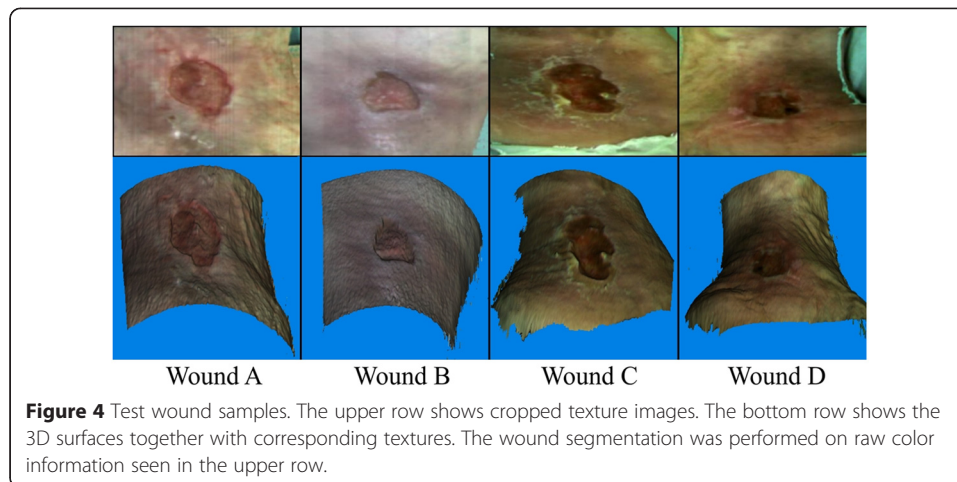 Wound A Wound B Wound C Wound D
Figure 4 Test wound samples. The upper row shows cropped texture images. The bottom row shows the
3D surfaces together with corresponding textures. The wound segmentation was performed on raw color
information seen in the upper row.